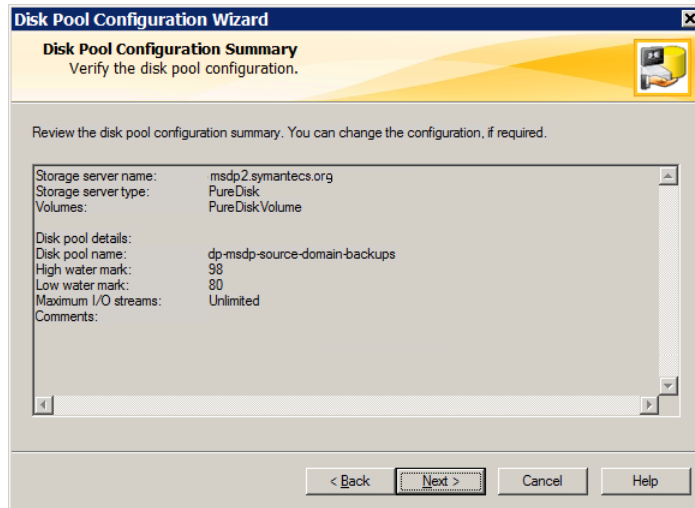 Disk Pool Configuration Wizard
Disk Pool Configuration Summary
Verify the disk pool configuration.
Review the disk pool configuration summary. You can change the configuration, if required.
Storage server name: msdp2.symantecs.org
Storage server type: PureDisk
Volumes: PureDiskVolume
Disk pool details:
Disk pool name: dp-msdp-source-domain-backups
High water mark: 98
Low water mark: 80
Maximum I/O streams: Unlimited
Comments:
< Back Next > Cancel Help